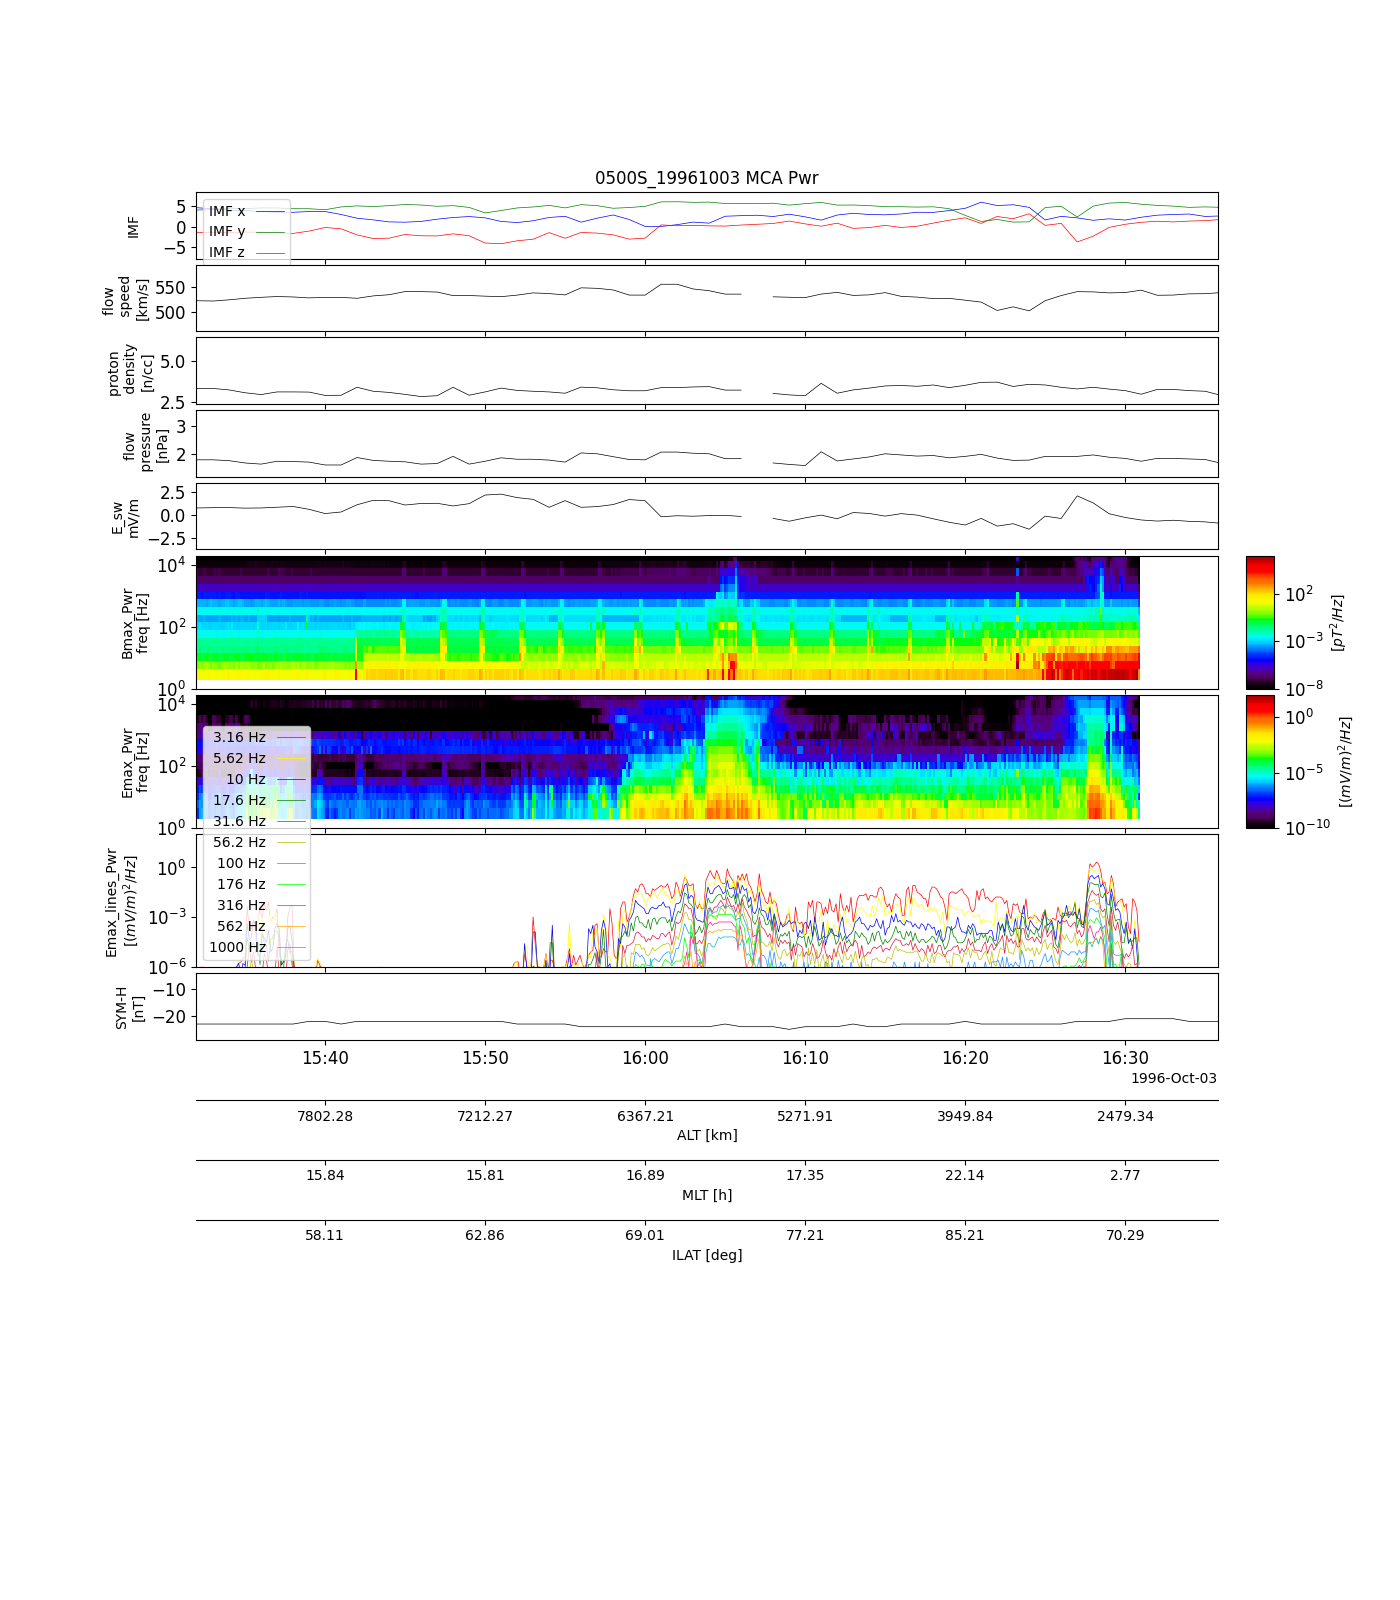 0500S_19961003 MCA Pwr
IMF
5
0
−5
IMF x
IMF y
IMF z
flow
speed
[km/s]
550
500
proton
density
[n/cc]
5.0
2.5
flow
pressure
[nPa]
3
2
E_sw
mV/m
2.5
0.0
−2.5
Bmax_Pwr
freq [Hz]
10^4
10^2
10^0
10^2
10^−3
10^−8
[pT^2/Hz]
Emax_Pwr
freq [Hz]
10^4
10^2
10^0
10^0
10^−5
10^−10
[(mV/m)^2/Hz]
3.16 Hz
5.62 Hz
10 Hz
17.6 Hz
31.6 Hz
56.2 Hz
100 Hz
176 Hz
316 Hz
562 Hz
1000 Hz
Emax_lines_Pwr
[(mV/m)^2/Hz]
10^0
10^−3
10^−6
SYM-H
[nT]
−10
−20
15:40 15:50 16:00 16:10 16:20 16:30
1996-Oct-03
7802.28 7212.27 6367.21 5271.91 3949.84 2479.34
ALT [km]
15.84 15.81 16.89 17.35 22.14 2.77
MLT [h]
58.11 62.86 69.01 77.21 85.21 70.29
ILAT [deg]